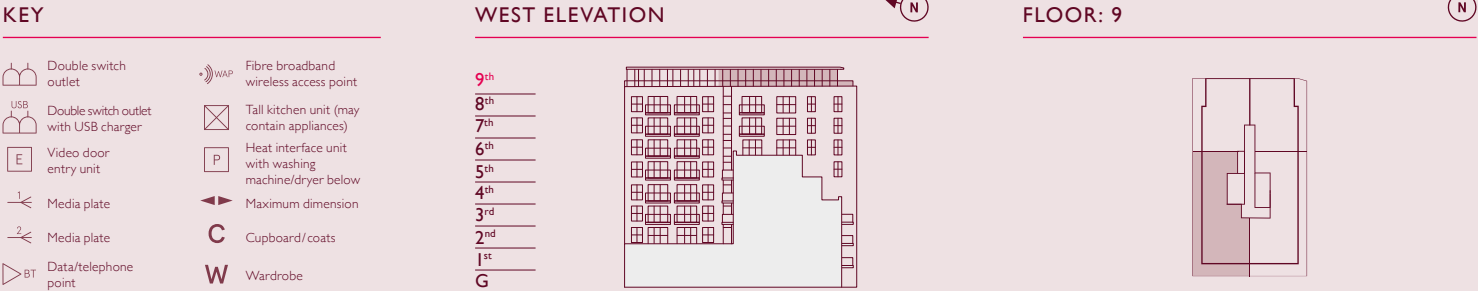 KEY
Double switch
outlet
USB
Double switch outlet
with USB charger
E
Video door
entry unit
1
Media plate
2
Media plate
BT
Data/telephone
point
WAP
Fibre broadband
wireless access point
Tall kitchen unit (may
contain appliances)
P
Heat interface unit
with washing
machine/dryer below
Maximum dimension
C
Cupboard/coats
W
Wardrobe
WEST ELEVATION
N
9th
8th
7th
6th
5th
4th
3rd
2nd
1st
G
FLOOR: 9
N